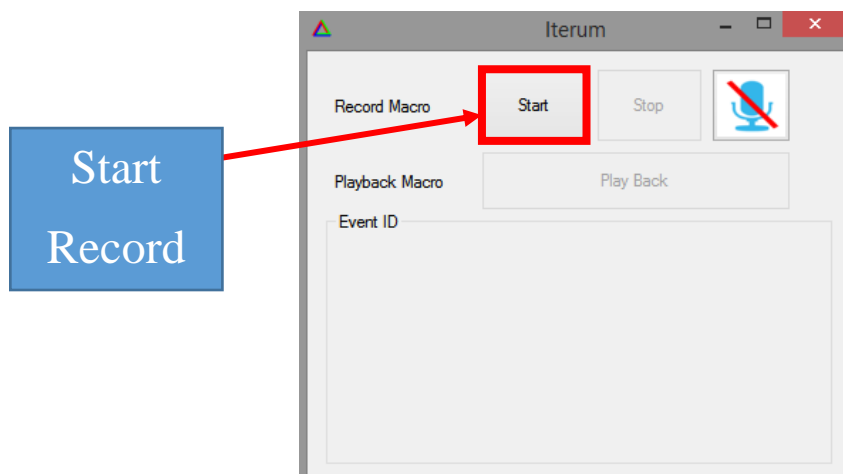 Iterum
Record Macro Start Stop
Start
Record
Playback Macro Play Back
Event ID